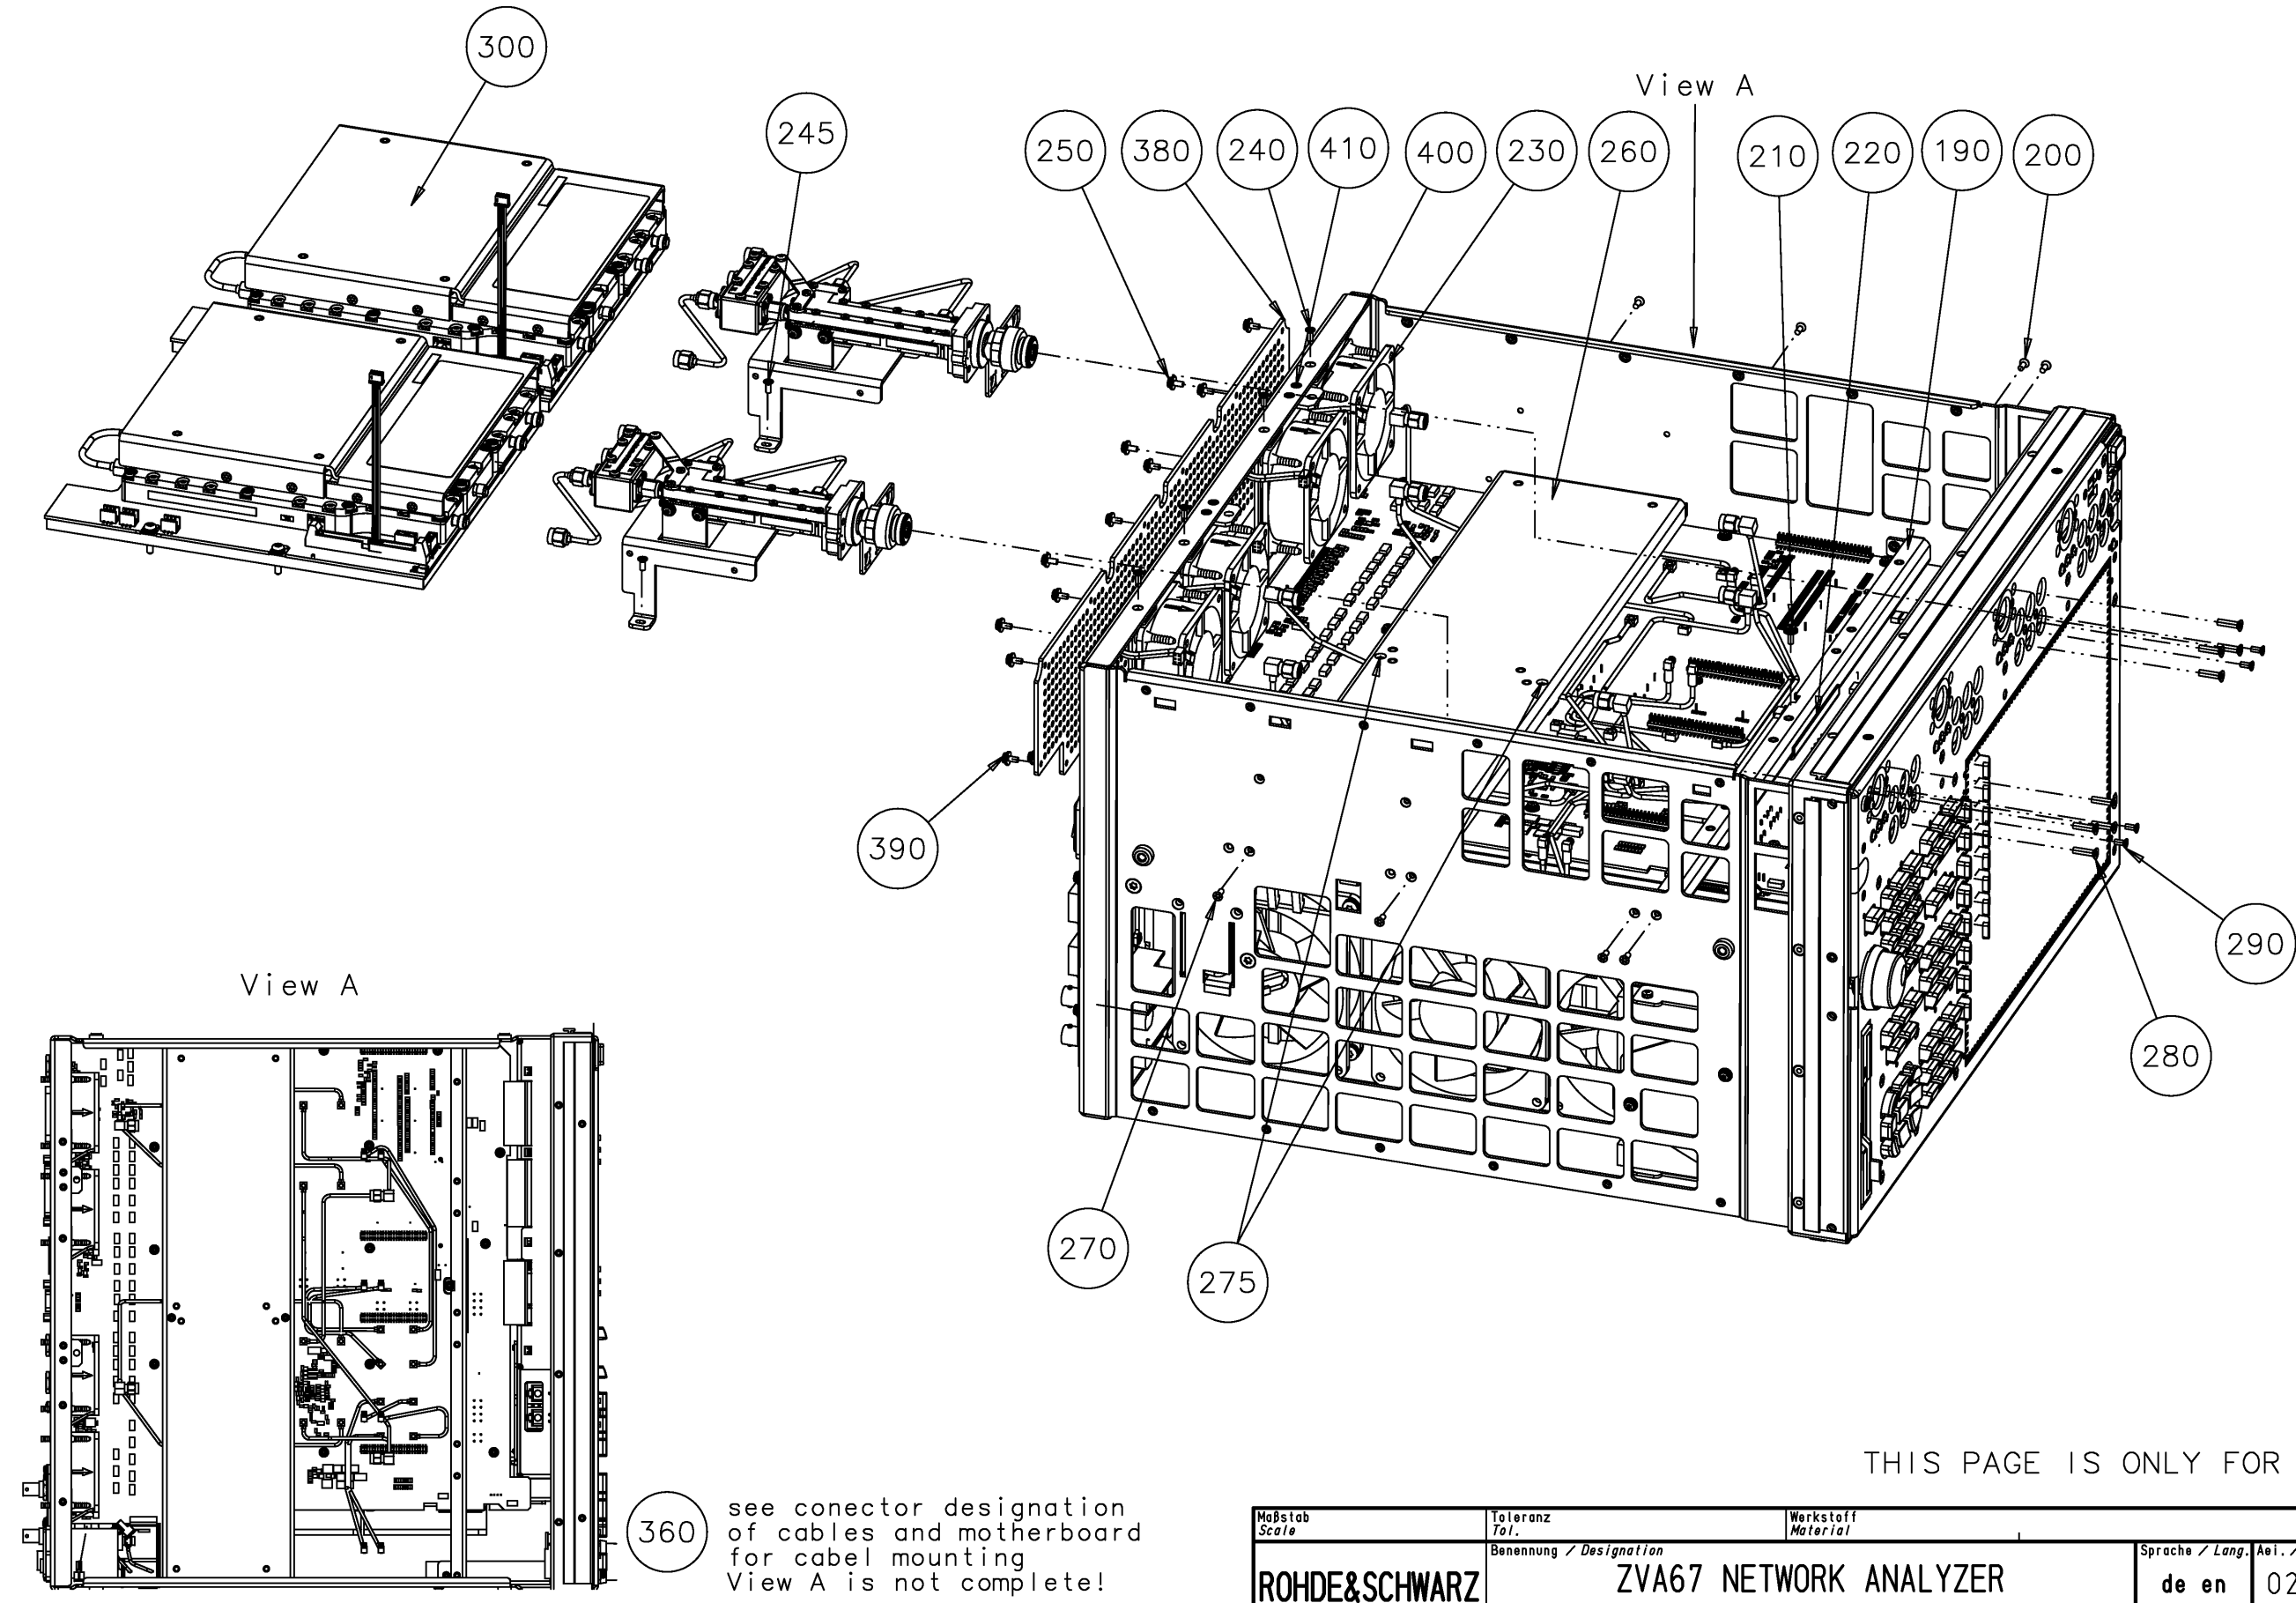 300
View A
245
250
380
240
410
400
230
260
210
220
190
200
390
290
View A
280
270
275
THIS PAGE IS ONLY FOR
360
see conector designation
of cables and motherboard
for cabel mounting
View A is not complete!
Maßstab
Scale
Toleranz
Tol.
Werkstoff
Material
ROHDE&SCHWARZ
Benennung / Designation
ZVA67 NETWORK ANALYZER
Sprache / Lang.
de en
Aei. /
02